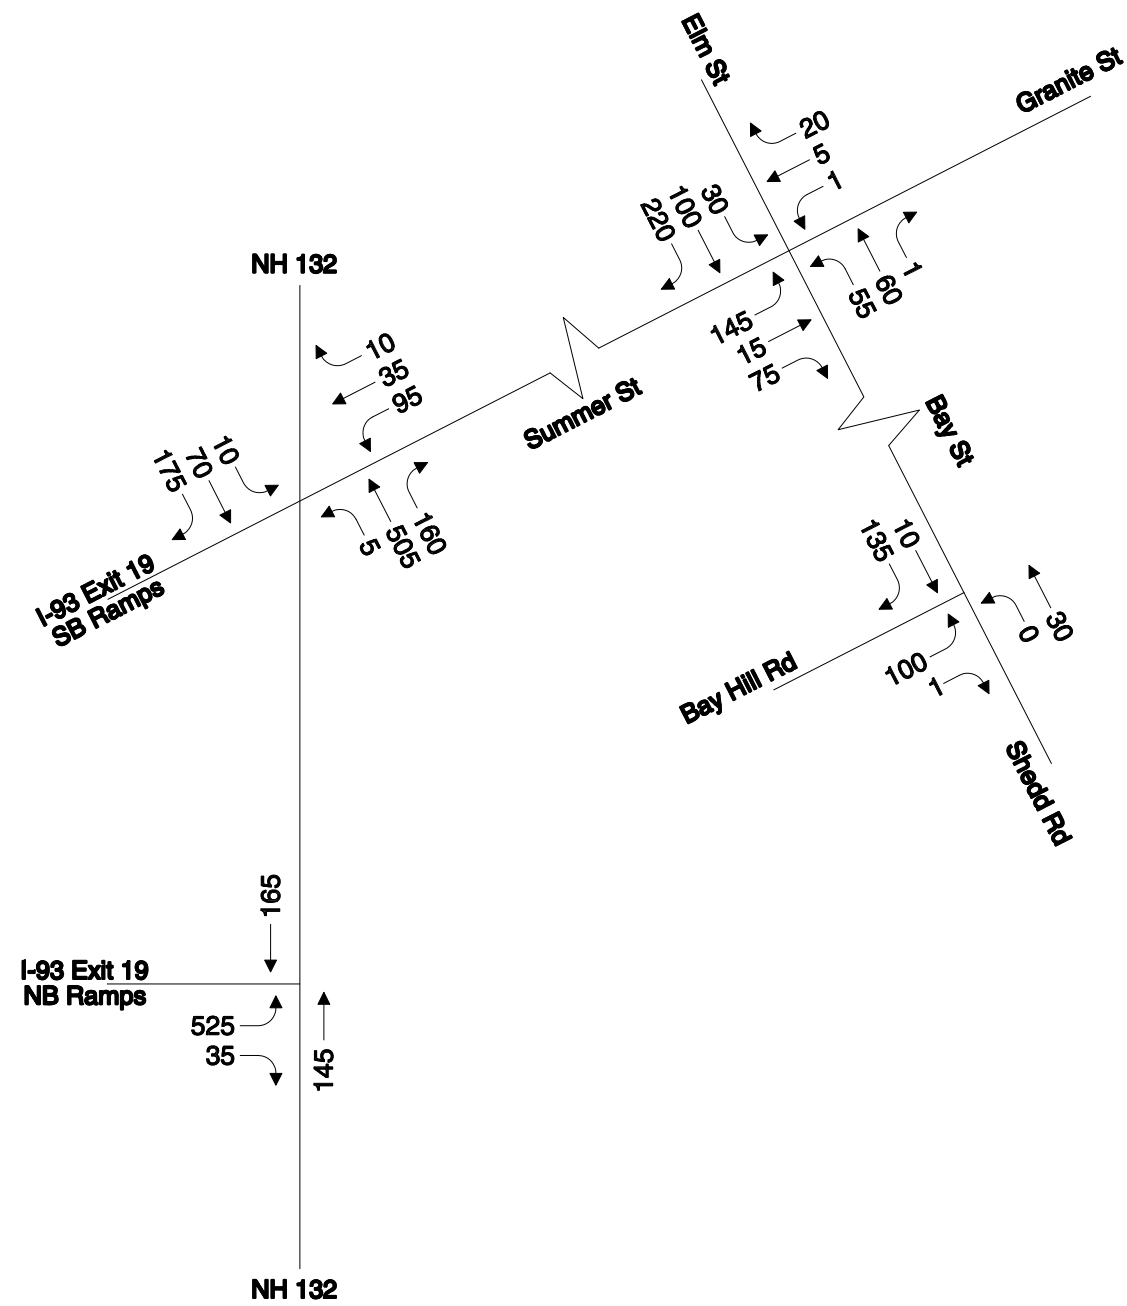 Elm St
Granite St
20
5
1
30
100
220
1
60
55
145
15
75
NH 132
10
35
95
Summer St
Bay St
10
70
175
160
505
5
I-93 Exit 19
SB Ramps
10
135
30
0
100
1
Bay Hill Rd
Shedd Rd
165
I-93 Exit 19
NB Ramps
525
35
145
NH 132